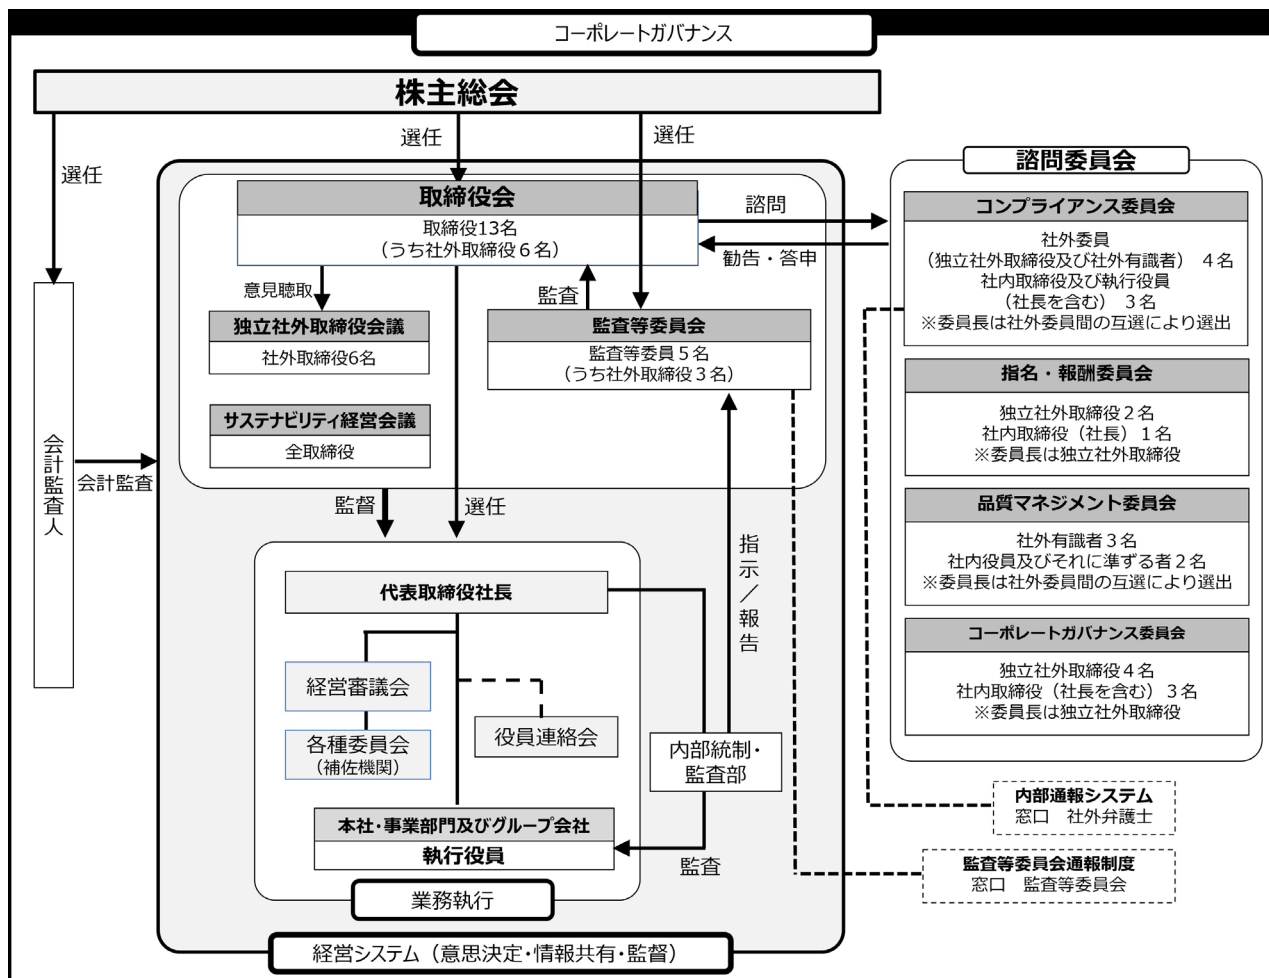 コーポレートガバナンス
株主総会
選任
選任
選任
取締役会
取締役13名
（うち社外取締役６名）
諮問
勧告・答申
意見聴取
監査
独立社外取締役会議
社外取締役6名
監査等委員会
監査等委員５名
（うち社外取締役３名）
サステナビリティ経営会議
全取締役
会計監査人
会計監査
監督
選任
指示／報告
代表取締役社長
経営審議会
各種委員会
（補佐機関）
役員連絡会
内部統制・
監査部
本社・事業部門及びグループ会社
執行役員
監査
業務執行
経営システム（意思決定・情報共有・監督）
諮問委員会
コンプライアンス委員会
社外委員
（独立社外取締役及び社外有識者） ４名
社内取締役及び執行役員
（社長を含む） ３名
※委員長は社外委員間の互選により選出
指名・報酬委員会
独立社外取締役２名
社内取締役（社長）１名
※委員長は独立社外取締役
品質マネジメント委員会
社外有識者３名
社内役員及びそれに準ずる者２名
※委員長は社外委員間の互選により選出
コーポレートガバナンス委員会
独立社外取締役４名
社内取締役（社長を含む）３名
※委員長は独立社外取締役
内部通報システム
窓口　社外弁護士
監査等委員会通報制度
窓口　監査等委員会